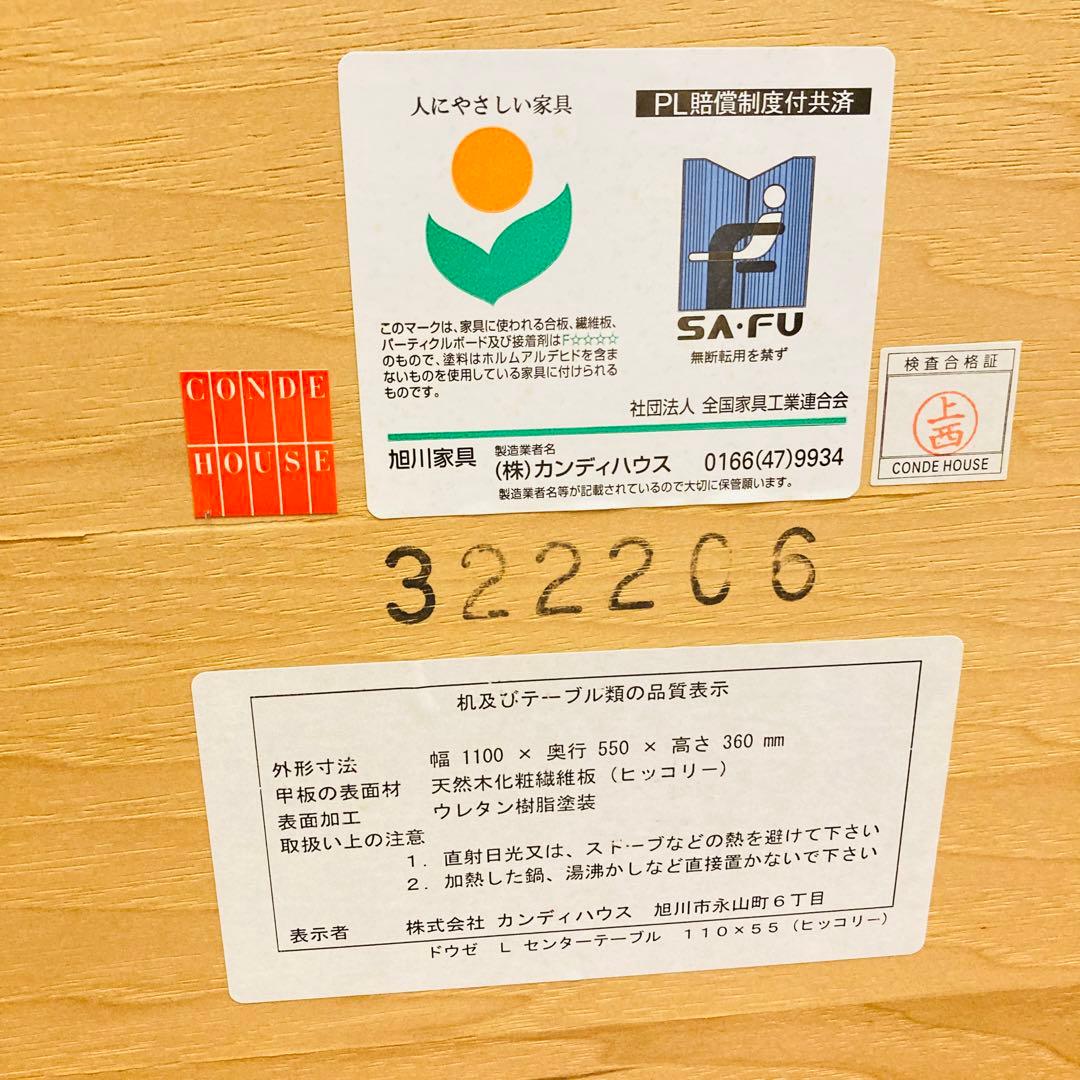 人にやさしい家具
PL賠償制度付共済
このマークは、家具に使われる合板、繊維板、
パーティクルボード及び接着剤はF☆☆☆☆
のもので、塗料はホルムアルデヒドを含ま
ないものを使用している家具に付けられる
ものです。
SA・FU
無断転用を禁ず
社団法人 全国家具工業連合会
旭川家具
製造業者名
(株)カンディハウス 0166(47)9934
製造業者名等が記載されているので大切に保管願います。
CONDE
HOUSE
検査合格証
上西
CONDE HOUSE
322206
机及びテーブル類の品質表示
外形寸法 幅 1100 × 奥行 550 × 高さ 360 mm
甲板の表面材 天然木化粧繊維板(ヒッコリー)
表面加工 ウレタン樹脂塗装
取扱い上の注意
1. 直射日光又は、ストーブなどの熱を避けて下さい
2. 加熱した鍋、湯沸かしなど直接置かないで下さい
表示者 株式会社 カンディハウス 旭川市永山町6丁目
ドウゼ L センターテーブル 110×55(ヒッコリー)